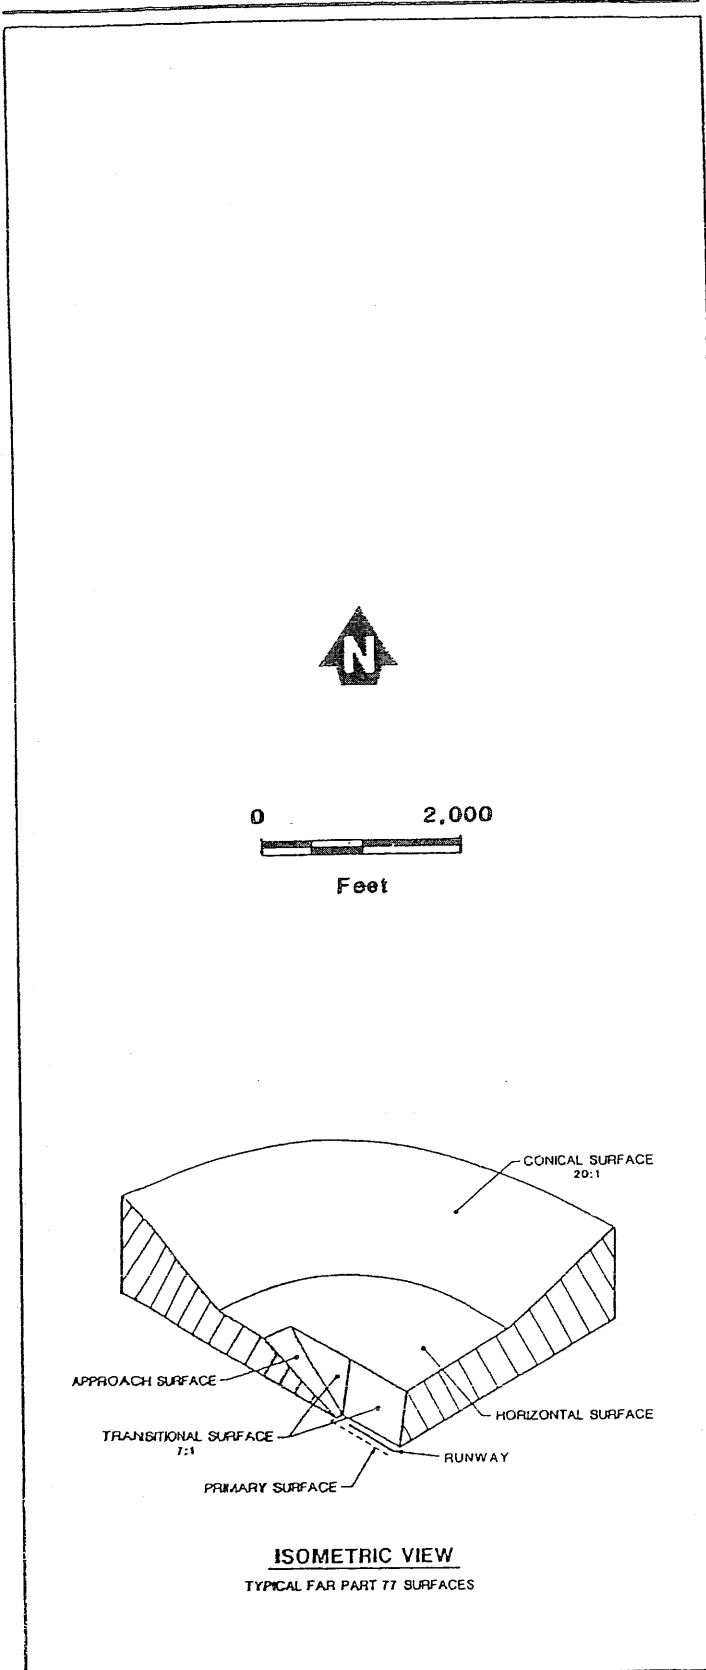 N
0 2,000
Feet
CONICAL SURFACE
20:1
APPROACH SURFACE
HORIZONTAL SURFACE
TRANSITIONAL SURFACE
7:1
RUNWAY
PRIMARY SURFACE
ISOMETRIC VIEW
TYPICAL FAR PART 77 SURFACES